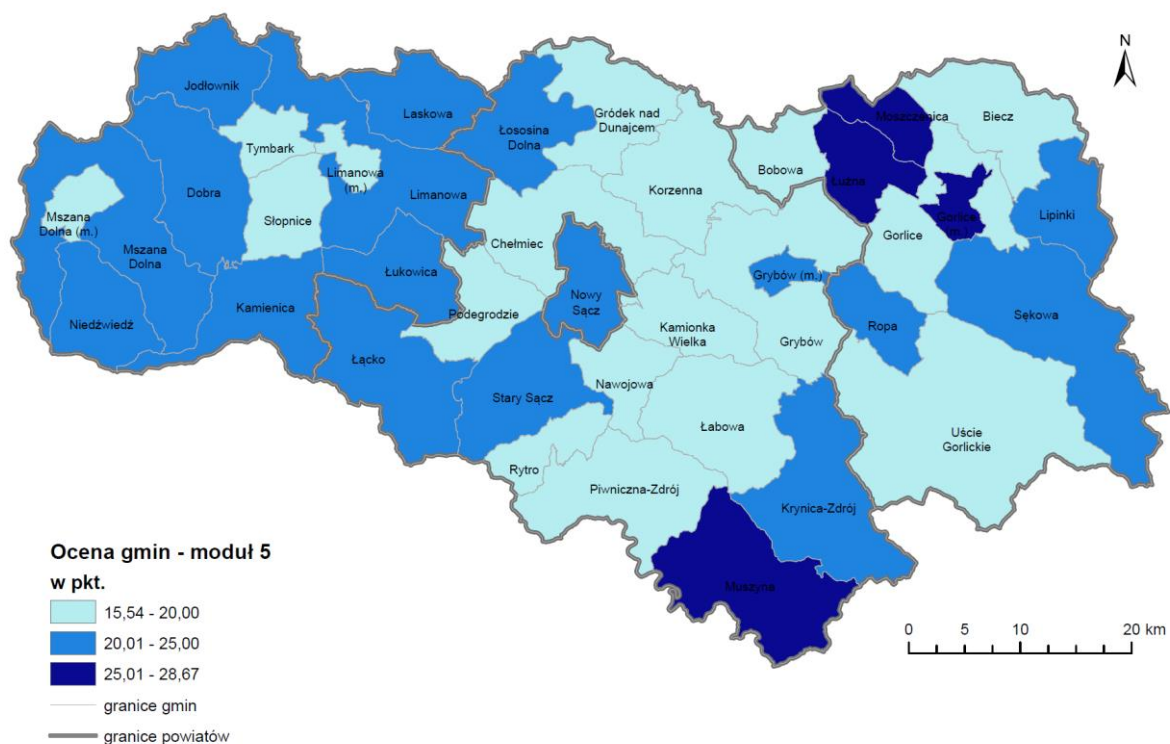 N
Jodłownik
Laskowa
Łososina
Dolna
Gródek nad
Dunajcem
Moszczenica
Biecz
Tymbark
Limanowa
(m.)
Bobowa
Łużna
Dobra
Limanowa
Korzenna
Mszana
Dolna (m.)
Słopnice
Gorlice
(m.)
Lipinki
Gorlice
Chełmiec
Mszana
Dolna
Łukowica
Grybów (m.)
Nowy
Sącz
Niedźwiedź
Kamienica
Podegrodzie
Kamionka
Wielka
Grybów
Ropa
Sękowa
Łącko
Nawojowa
Stary Sącz
Łabowa
Uście
Gorlickie
Rytro
Piwniczna-Zdrój
Krynica-Zdrój
Muszyna
Ocena gmin - moduł 5
w pkt.
15,54 - 20,00
20,01 - 25,00
25,01 - 28,67
granice gmin
granice powiatów
0 5 10 20 km